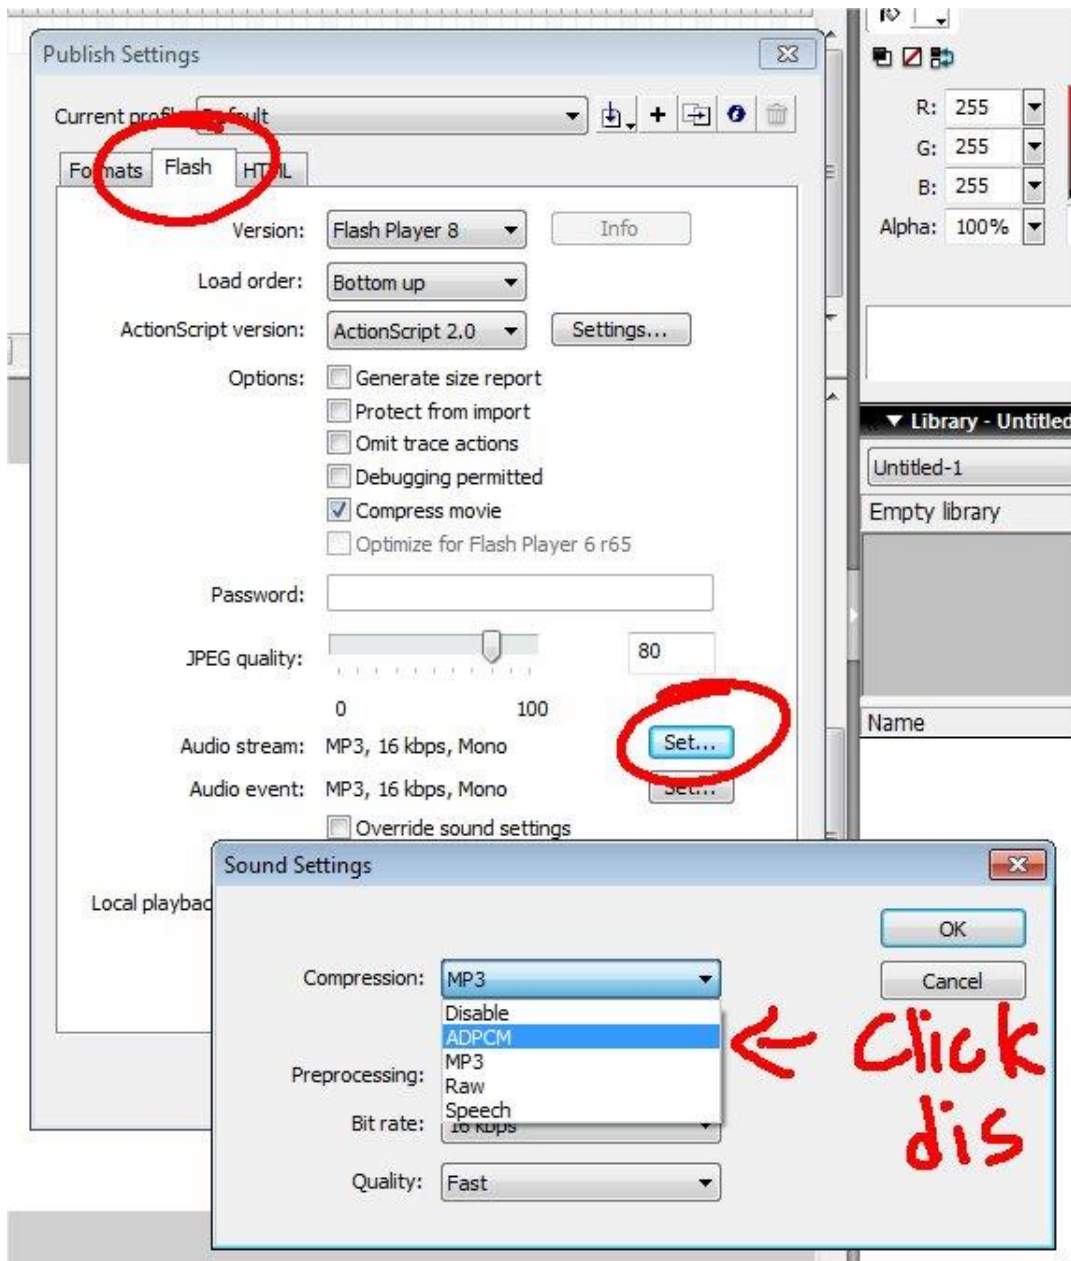 Publish Settings
Current profile: Default
Formats Flash HTML
Version: Flash Player 8 Info
Load order: Bottom up
ActionScript version: ActionScript 2.0 Settings...
Options: Generate size report
Protect from import
Omit trace actions
Debugging permitted
Compress movie
Optimize for Flash Player 6 r65
Password:
JPEG quality: 80
0 100
Audio stream: MP3, 16 kbps, Mono Set...
Audio event: MP3, 16 kbps, Mono Set...
Override sound settings
Local playbac
Sound Settings
OK
Compression: MP3 Cancel
Disable
ADPCM
MP3
Preprocessing:
Raw
Speech
Bit rate: 16 kbps
Quality: Fast
Click
dis
R: 255
G: 255
B: 255
Alpha: 100%
Library - Untitled
Untitled-1
Empty library
Name